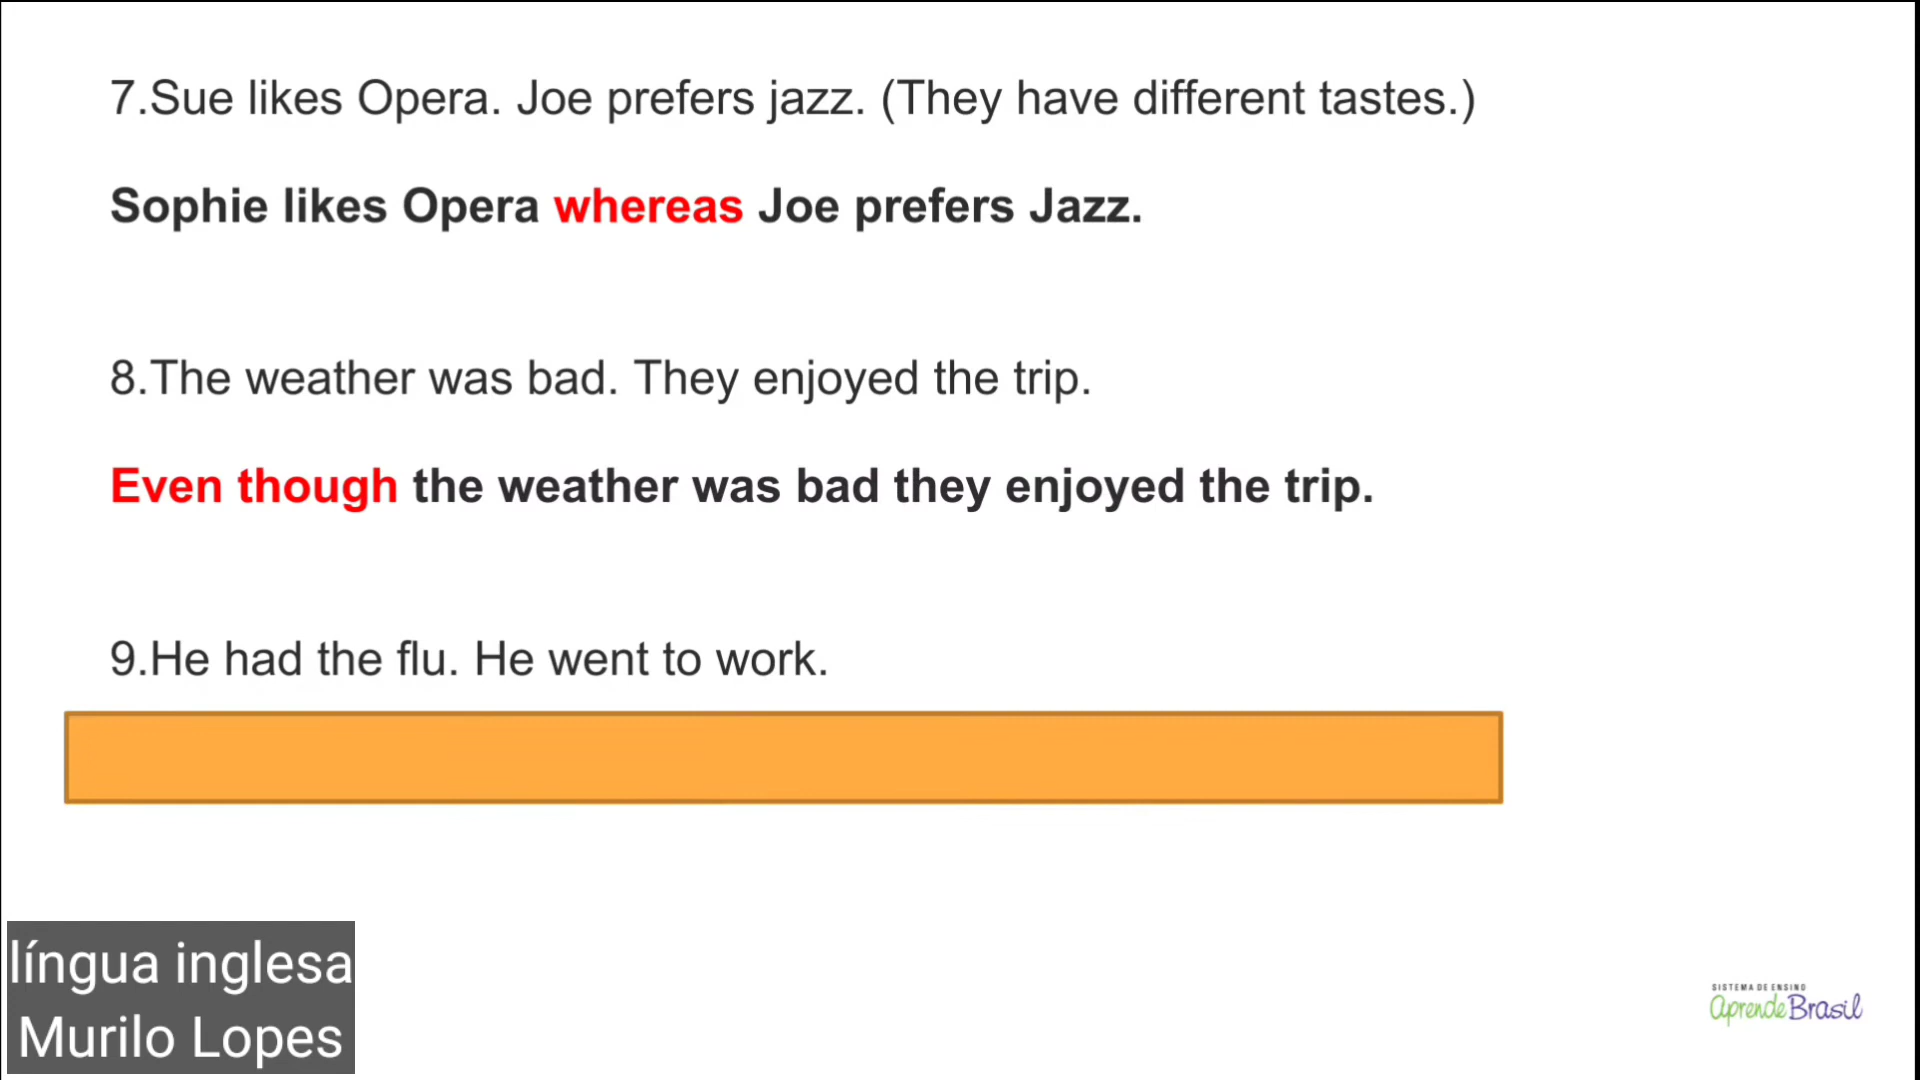 7.Sue likes Opera. Joe prefers jazz. (They have different tastes.)
Sophie likes Opera whereas Joe prefers Jazz.
8.The weather was bad. They enjoyed the trip.
Even though the weather was bad they enjoyed the trip.
9.He had the flu. He went to work.
língua inglesa
Murilo Lopes
SISTEMA DE ENSINO
aprendeBrasil